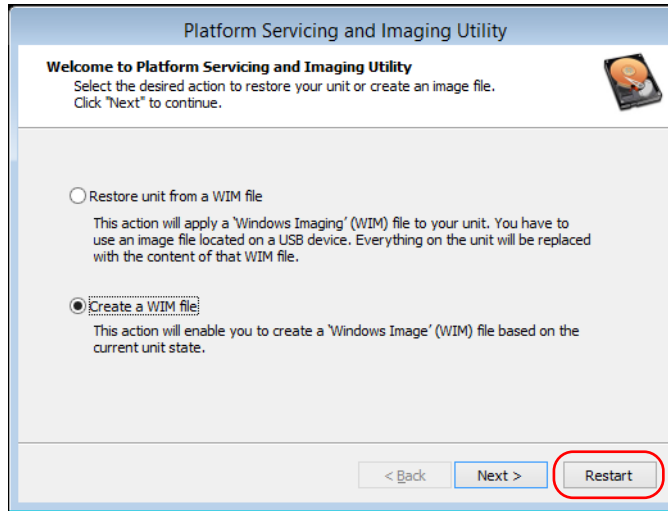 Platform Servicing and Imaging Utility
Welcome to Platform Servicing and Imaging Utility
Select the desired action to restore your unit or create an image file.
Click "Next" to continue.
Restore unit from a WIM file
This action will apply a 'Windows Imaging' (WIM) file to your unit. You have to
use an image file located on a USB device. Everything on the unit will be replaced
with the content of that WIM file.
Create a WIM file
This action will enable you to create a 'Windows Image' (WIM) file based on the
current unit state.
< Back Next > Restart